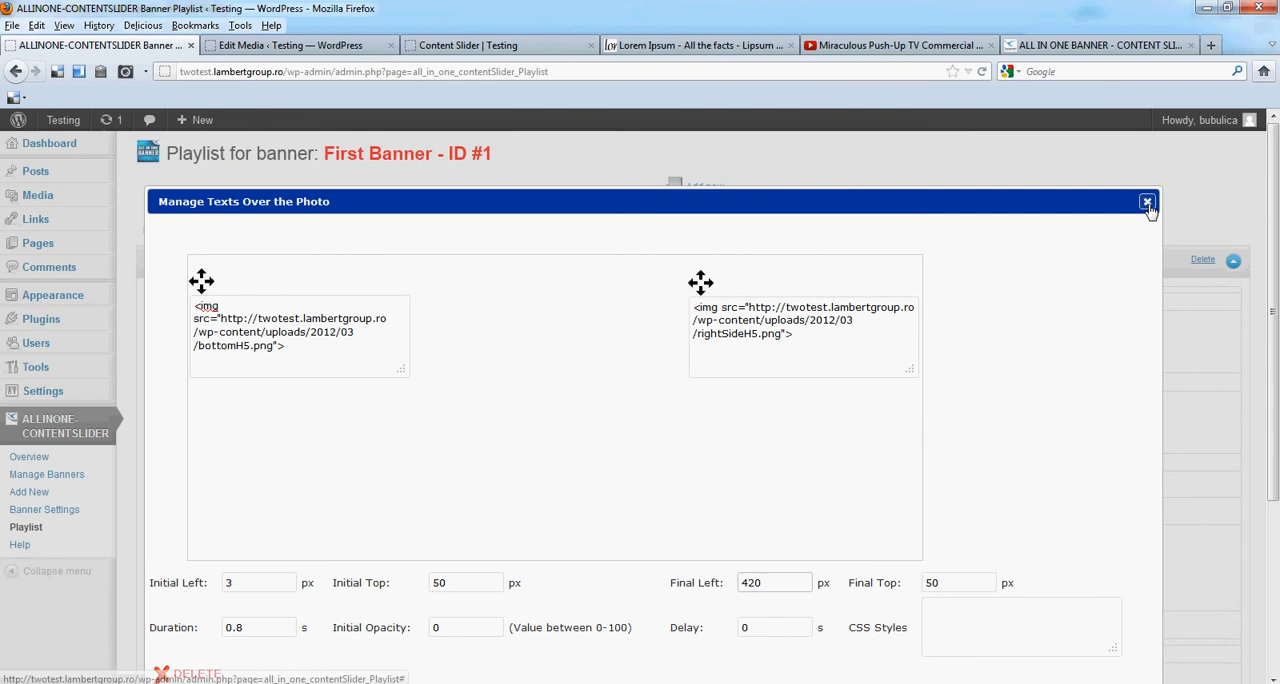 ALLINONE-CONTENTSLIDER Banner Playlist ‹ Testing — WordPress - Mozilla Firefox
File Edit View History Delicious Bookmarks Tools Help
ALLINONE-CONTENTSLIDER Banner ... × Edit Media ‹ Testing — WordPress × Content Slider | Testing × Lorem Ipsum - All the facts - Lipsum ... × Miraculous Push-Up TV Commercial ... × ALL IN ONE BANNER - CONTENT SLI... × +
twotest.lambertgroup.ro/wp-admin/admin.php?page=all_in_one_contentSlider_Playlist
Google
Testing 1 + New Howdy, bubulica
Dashboard
Posts
Media
Links
Pages
Comments
Appearance
Plugins
Users
Tools
Settings
ALLINONE-
CONTENTSLIDER
Overview
Manage Banners
Add New
Banner Settings
Playlist
Help
Collapse menu
Playlist for banner: First Banner - ID #1
Delete
Manage Texts Over the Photo
<img
src="http://twotest.lambertgroup.ro
/wp-content/uploads/2012/03
/bottomH5.png">
<img src="http://twotest.lambertgroup.ro
/wp-content/uploads/2012/03
/rightSideH5.png">
Initial Left: 3 px Initial Top: 50 px Final Left: 420 px Final Top: 50 px
Duration: 0.8 s Initial Opacity: 0 (Value between 0-100) Delay: 0 s CSS Styles
DELETE
http://twotest.lambertgroup.ro/wp-admin/admin.php?page=all_in_one_contentSlider_Playlist#